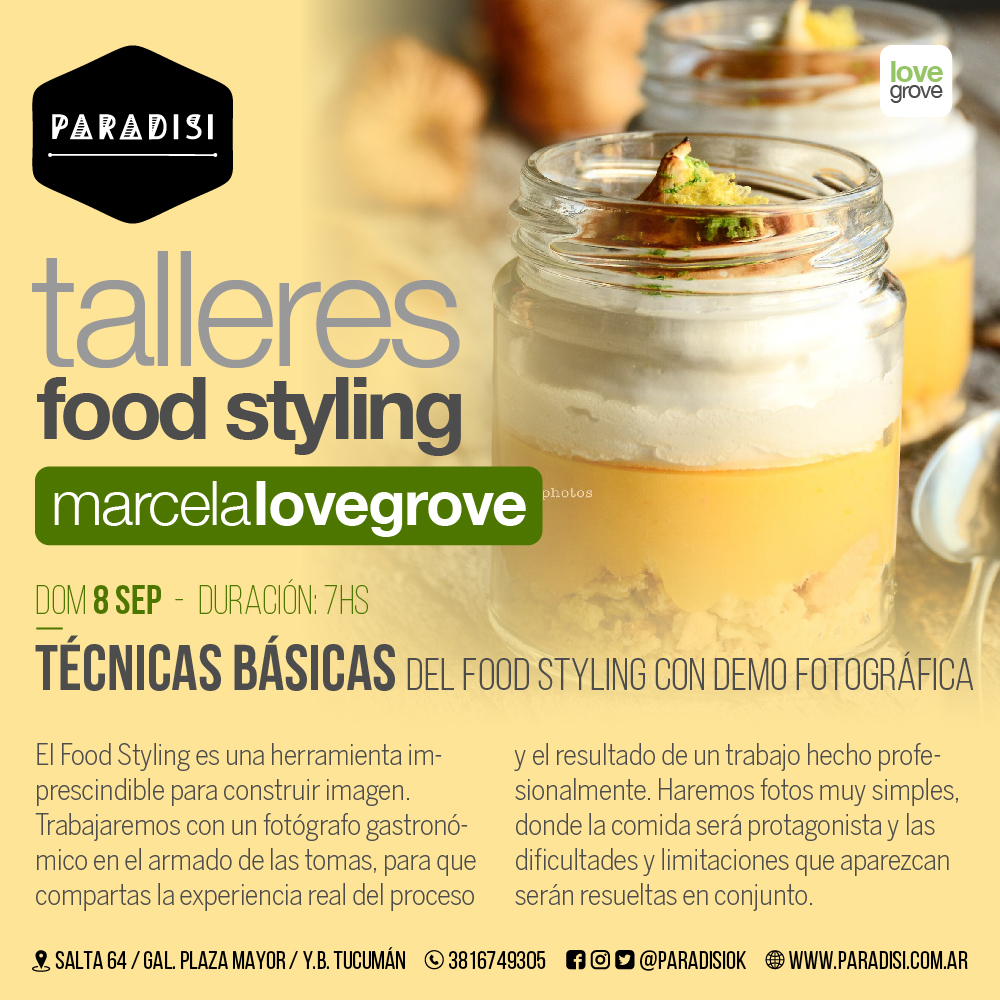 PARADISI
love
grove
talleres
food styling
marcelalovegrove
photos
DOM 8 SEP - DURACIÓN: 7HS
TÉCNICAS BÁSICAS DEL FOOD STYLING CON DEMO FOTOGRÁFICA
El Food Styling es una herramienta im-
prescindible para construir imagen.
Trabajaremos con un fotógrafo gastronó-
mico en el armado de las tomas, para que
compartas la experiencia real del proceso
y el resultado de un trabajo hecho profe-
sionalmente. Haremos fotos muy simples,
donde la comida será protagonista y las
dificultades y limitaciones que aparezcan
serán resueltas en conjunto.
SALTA 64 / GAL. PLAZA MAYOR / Y.B. TUCUMÁN 3816749305 @PARADISIOK WWW.PARADISI.COM.AR